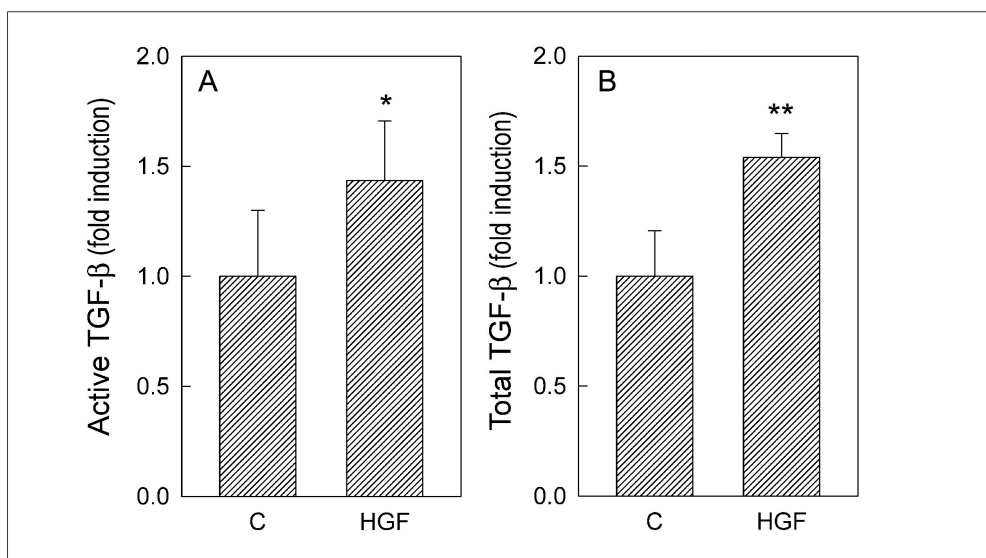 A
Active TGF-β (fold induction)
2.0
1.5
1.0
0.5
0.0
*
C
HGF
B
Total TGF-β (fold induction)
2.0
1.5
1.0
0.5
0.0
**
C
HGF